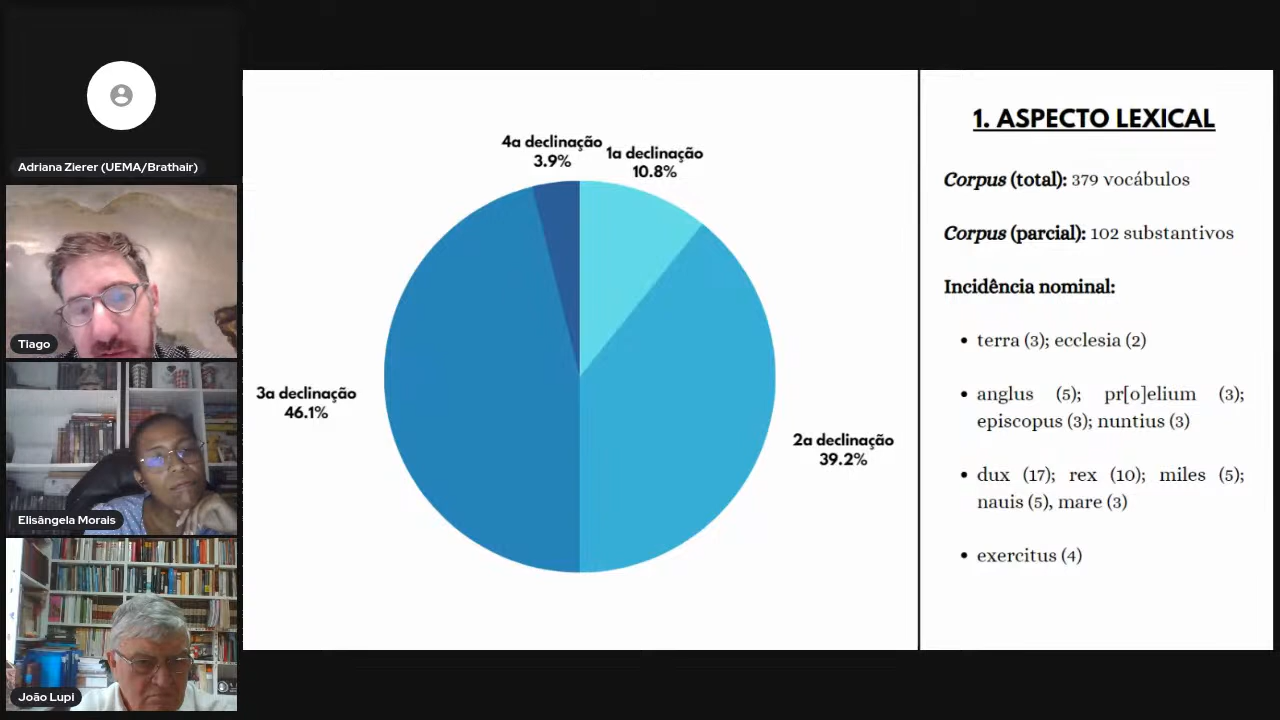 Adriana Zierer (UEMA/Brathair)
Tiago
Elisângela Morais
João Lupi
4a declinação
3.9%
1a declinação
10.8%
3a declinação
46.1%
2a declinação
39.2%
1. ASPECTO LEXICAL
Corpus (total): 379 vocábulos
Corpus (parcial): 102 substantivos
Incidência nominal:
• terra (3); ecclesia (2)
• anglus (5); pr[o]elium (3);
episcopus (3); nuntius (3)
• dux (17); rex (10); miles (5);
nauis (5), mare (3)
• exercitus (4)